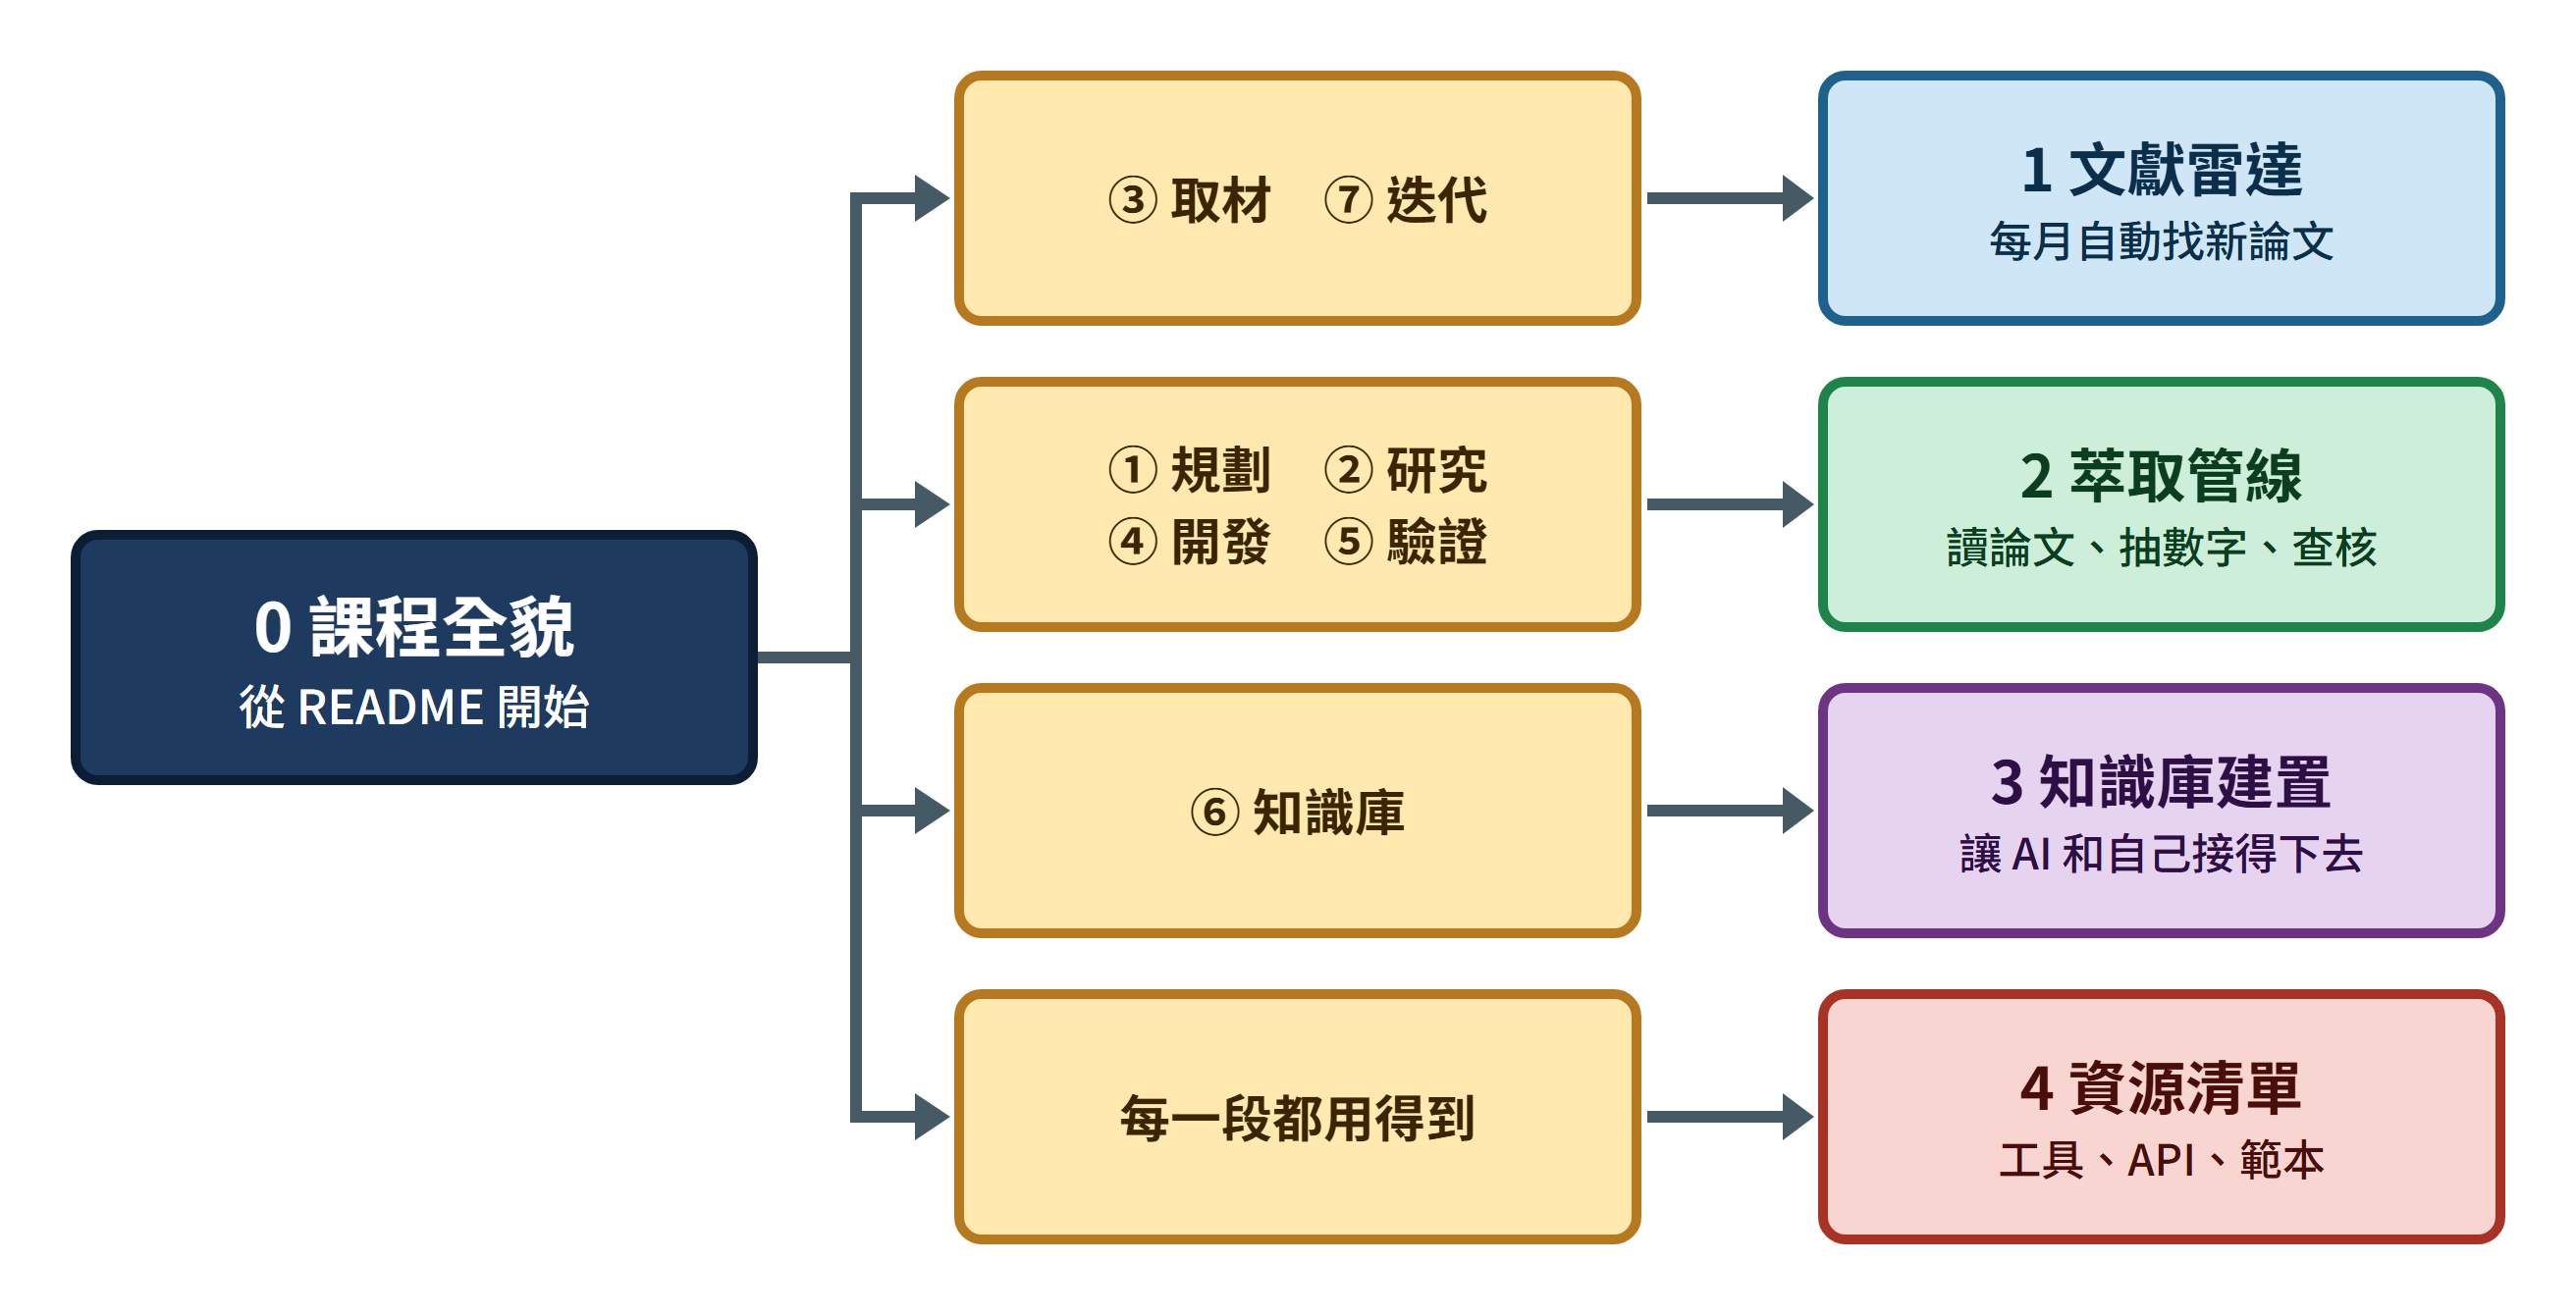 0 課程全貌
從 README 開始
③ 取材　⑦ 迭代
1 文獻雷達
每月自動找新論文
① 規劃　② 研究
④ 開發　⑤ 驗證
2 萃取管線
讀論文、抽數字、查核
⑥ 知識庫
3 知識庫建置
讓 AI 和自己接得下去
每一段都用得到
4 資源清單
工具、API、範本